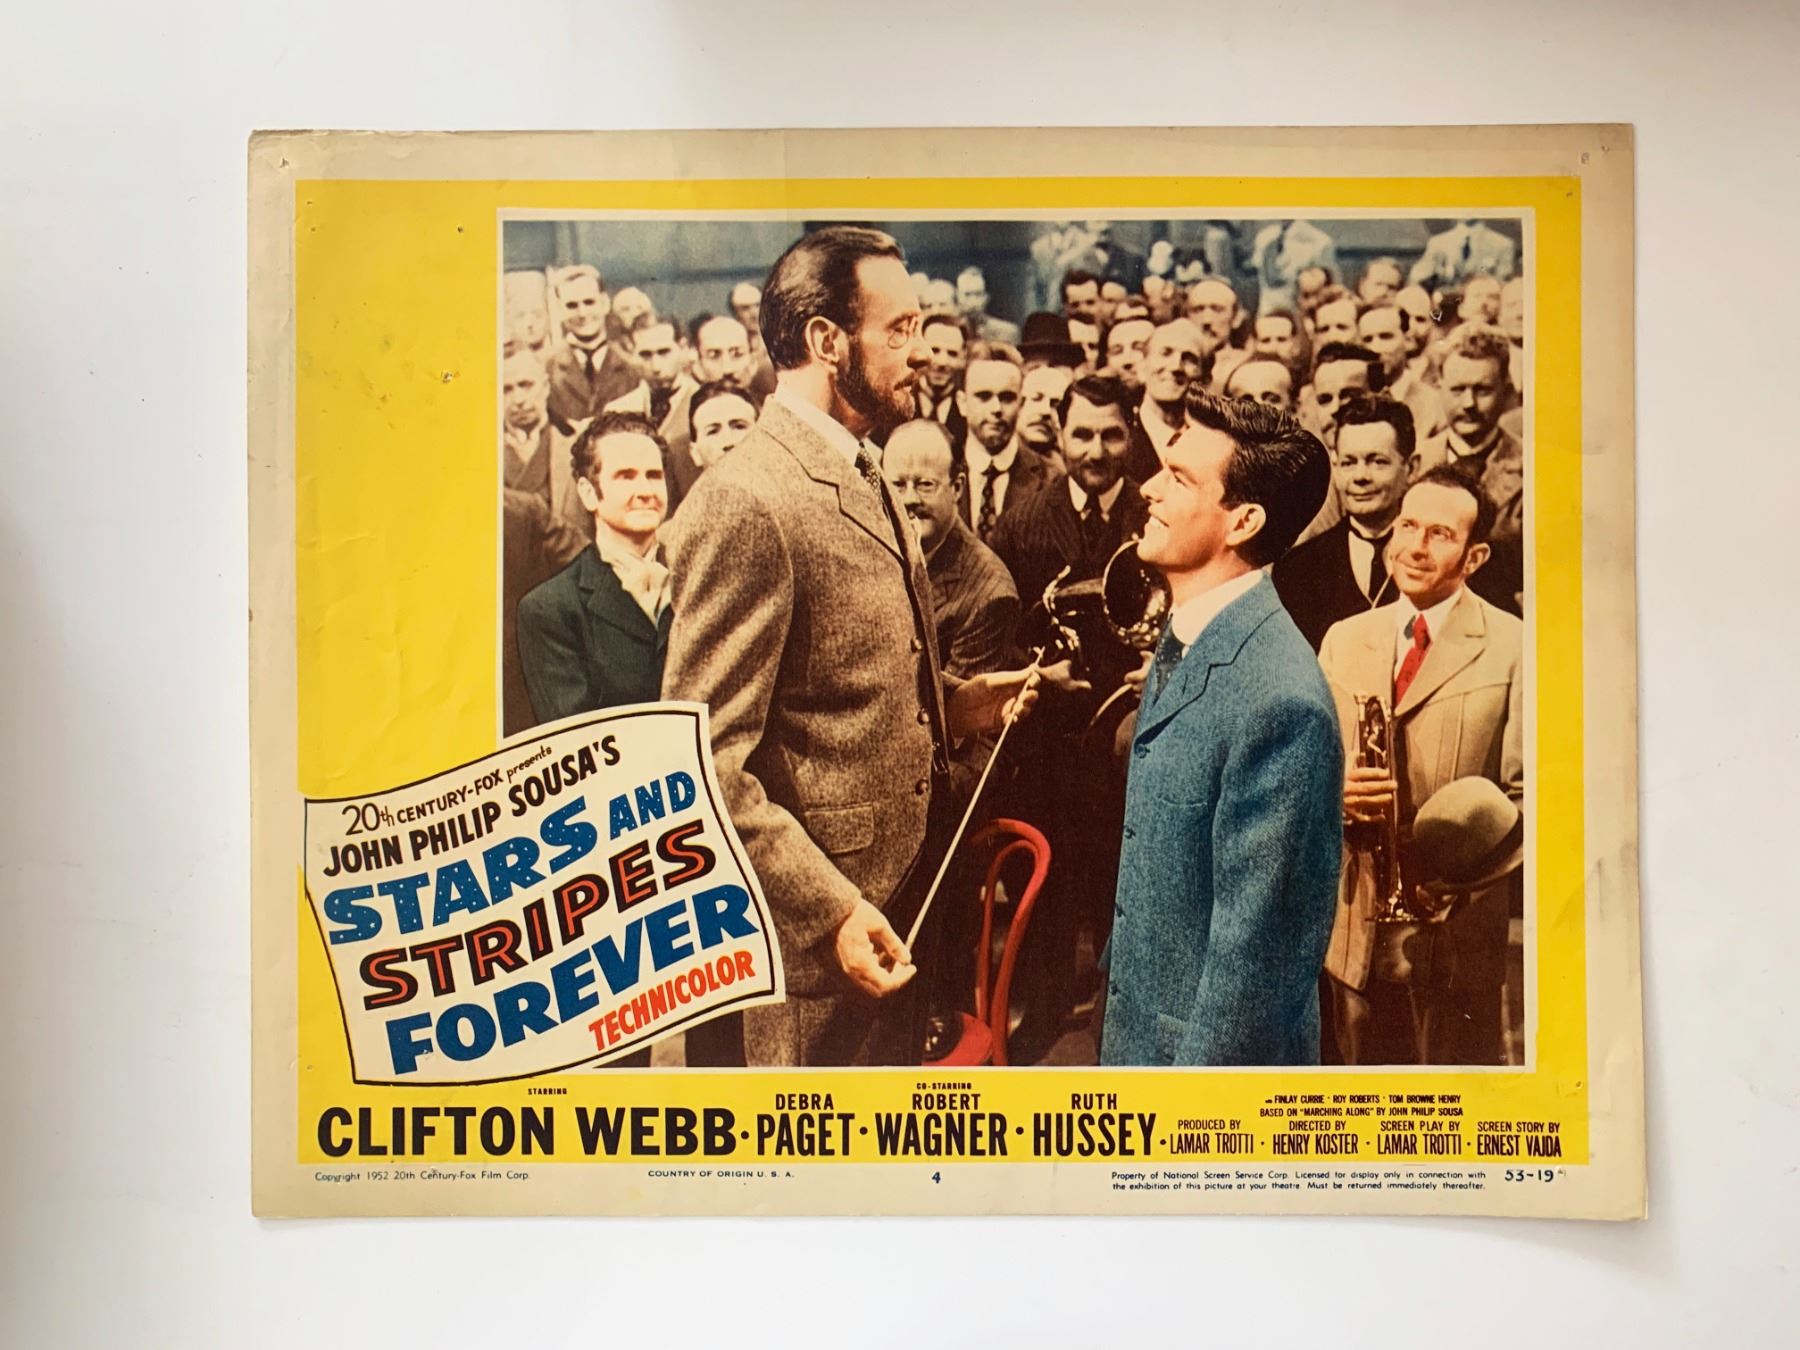 20th CENTURY-FOX presents
JOHN PHILIP SOUSA'S
STARS AND
STRIPES
FOREVER
TECHNICOLOR
STARRING
CLIFTON WEBB · DEBRA PAGET ·
CO-STARRING
ROBERT WAGNER · RUTH HUSSEY ·
with FINLAY CURRIE · ROY ROBERTS · TOM BROWNE HENRY
BASED ON "MARCHING ALONG" BY JOHN PHILIP SOUSA
PRODUCED BY LAMAR TROTTI · DIRECTED BY HENRY KOSTER · SCREEN PLAY BY LAMAR TROTTI · SCREEN STORY BY ERNEST VAJDA
Copyright 1952 20th Century-Fox Film Corp.
COUNTRY OF ORIGIN U. S. A.
4
Property of National Screen Service Corp. Licensed for display only in connection with
the exhibition of this picture at your theatre. Must be returned immediately thereafter.
53-19